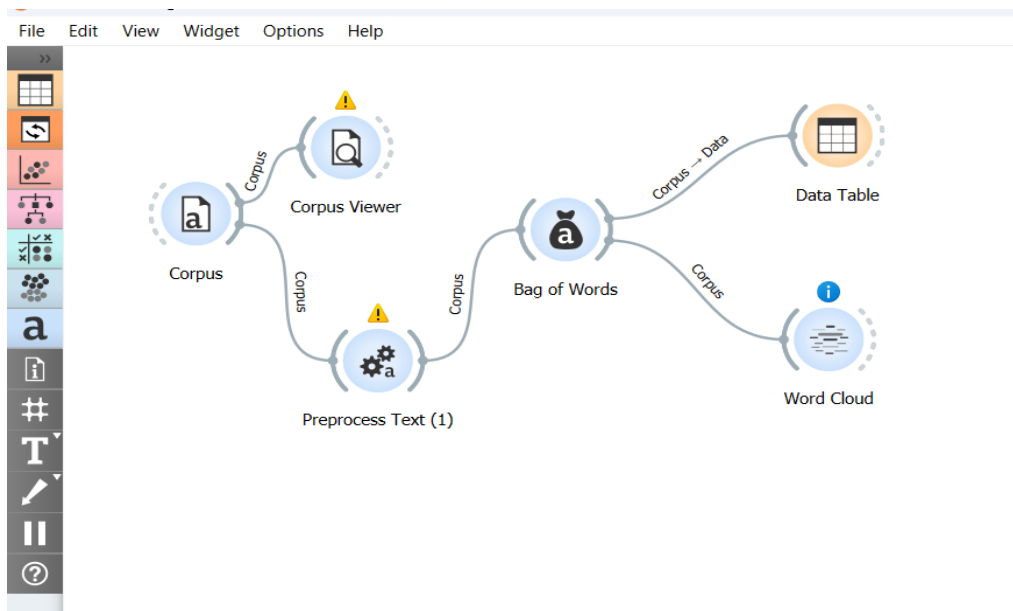 File Edit View Widget Options Help
Corpus
Corpus Viewer
Corpus
Corpus
Preprocess Text (1)
Corpus
Bag of Words
Corpus → Data
Data Table
Corpus
Word Cloud